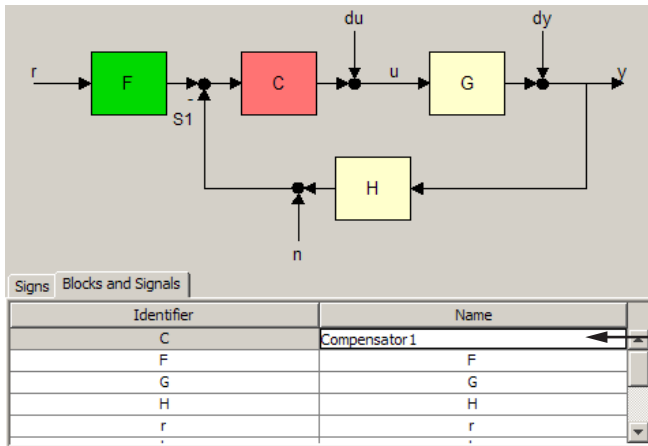 du
dy
r
F
C
u
G
y
-
S1
H
n
Signs
Blocks and Signals
Identifier
Name
C
Compensator1
F
F
G
G
H
H
r
r